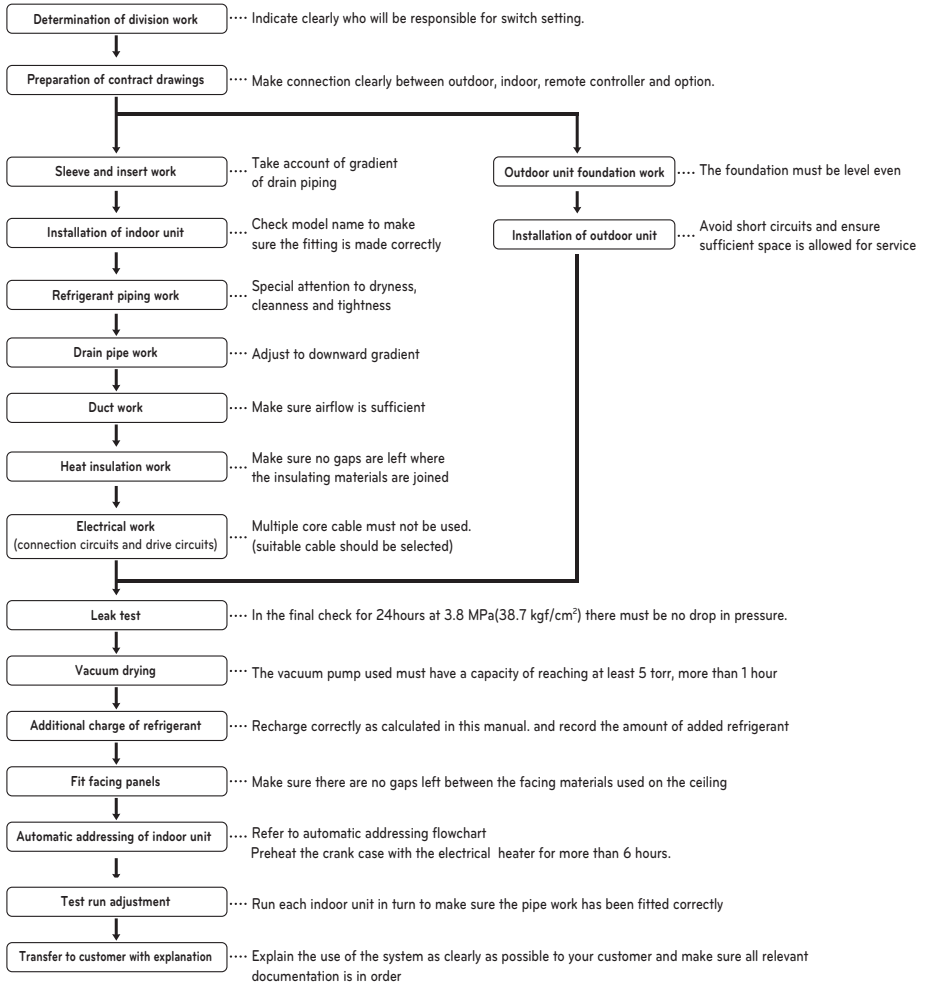 Determination of division work ···· Indicate clearly who will be responsible for switch setting.
Preparation of contract drawings ···· Make connection clearly between outdoor, indoor, remote controller and option.
Sleeve and insert work ···· Take account of gradient
of drain piping
Outdoor unit foundation work ···· The foundation must be level even
Installation of indoor unit ···· Check model name to make
sure the fitting is made correctly
Installation of outdoor unit ···· Avoid short circuits and ensure
sufficient space is allowed for service
Refrigerant piping work ···· Special attention to dryness,
cleanness and tightness
Drain pipe work ···· Adjust to downward gradient
Duct work ···· Make sure airflow is sufficient
Heat insulation work ···· Make sure no gaps are left where
the insulating materials are joined
Electrical work
(connection circuits and drive circuits) ···· Multiple core cable must not be used.
(suitable cable should be selected)
Leak test ···· In the final check for 24hours at 3.8 MPa(38.7 kgf/cm²) there must be no drop in pressure.
Vacuum drying ···· The vacuum pump used must have a capacity of reaching at least 5 torr, more than 1 hour
Additional charge of refrigerant ···· Recharge correctly as calculated in this manual. and record the amount of added refrigerant
Fit facing panels ···· Make sure there are no gaps left between the facing materials used on the ceiling
Automatic addressing of indoor unit ···· Refer to automatic addressing flowchart
Preheat the crank case with the electrical heater for more than 6 hours.
Test run adjustment ···· Run each indoor unit in turn to make sure the pipe work has been fitted correctly
Transfer to customer with explanation ···· Explain the use of the system as clearly as possible to your customer and make sure all relevant
documentation is in order